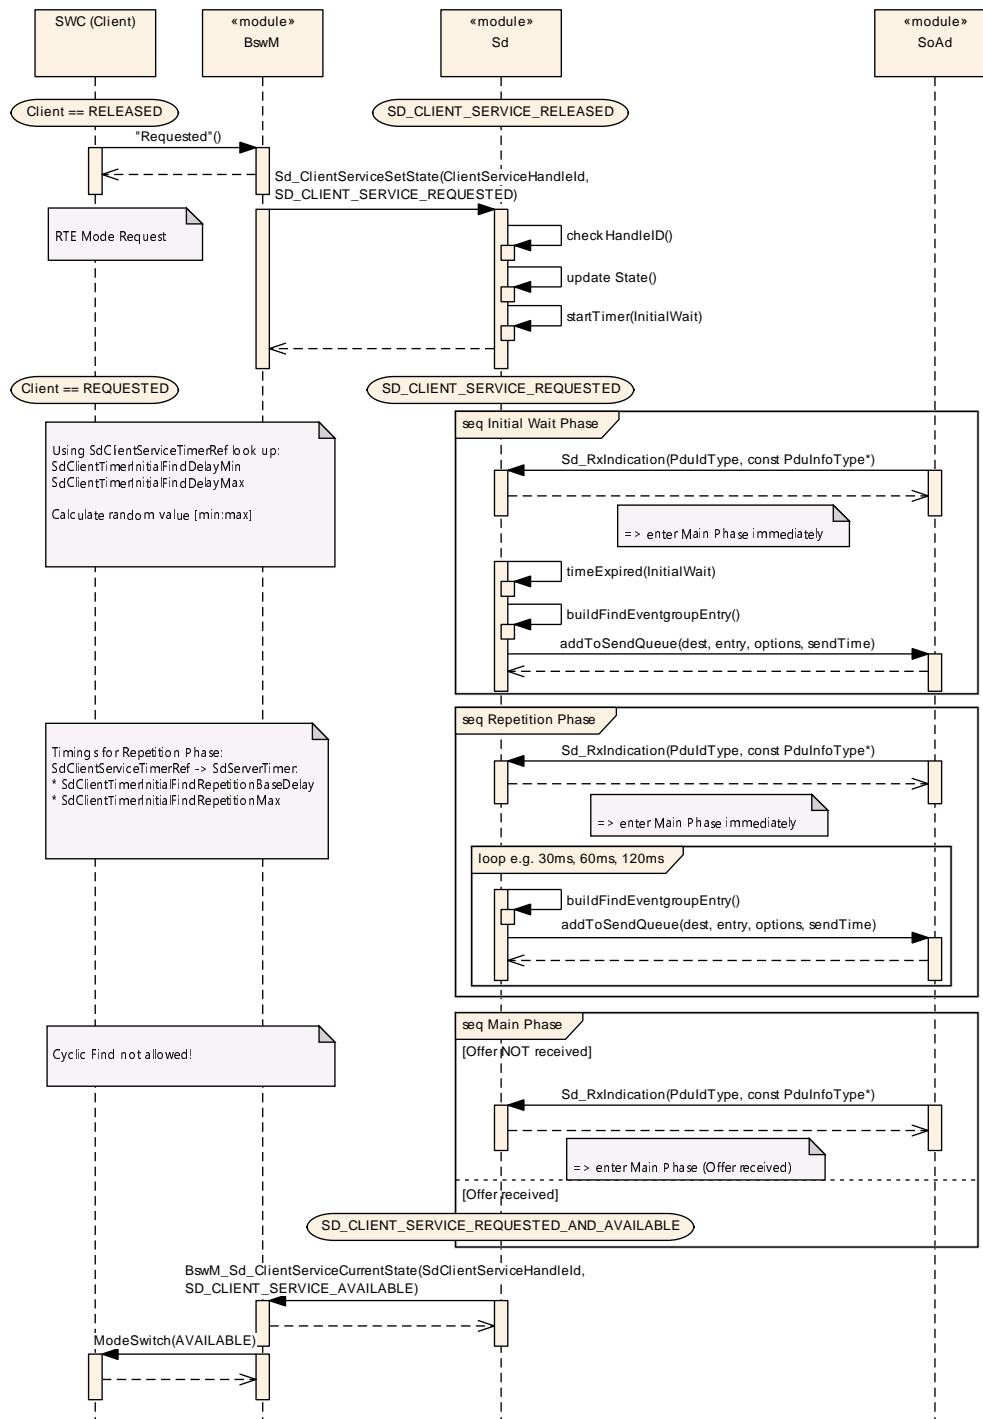 SWC (Client)
«module»
BswM
«module»
Sd
«module»
SoAd
Client == RELEASED
SD_CLIENT_SERVICE_RELEASED
"Requested"()
Sd_ClientServiceSetState(ClientServiceHandleId,
SD_CLIENT_SERVICE_REQUESTED)
RTE Mode Request
checkHandleID()
update State()
startTimer(InitialWait)
Client == REQUESTED
SD_CLIENT_SERVICE_REQUESTED
seq Initial Wait Phase
Using SdClientServiceTimerRef look up:
SdClientTimerInitialFindDelayMin
SdClientTimerInitialFindDelayMax
Calculate random value [min:max]
Sd_RxIndication(PduIdType, const PduInfoType*)
=> enter Main Phase immediately
timeExpired(InitialWait)
buildFindEventgroupEntry()
addToSendQueue(dest, entry, options, sendTime)
seq Repetition Phase
Timings for Repetition Phase:
SdClientServiceTimerRef -> SdServerTimer:
* SdClientTimerInitialFindRepetitionBaseDelay
* SdClientTimerInitialFindRepetitionMax
Sd_RxIndication(PduIdType, const PduInfoType*)
=> enter Main Phase immediately
loop e.g. 30ms, 60ms, 120ms
buildFindEventgroupEntry()
addToSendQueue(dest, entry, options, sendTime)
seq Main Phase
[Offer NOT received]
Cyclic Find not allowed!
Sd_RxIndication(PduIdType, const PduInfoType*)
=> enter Main Phase (Offer received)
[Offer received]
SD_CLIENT_SERVICE_REQUESTED_AND_AVAILABLE
BswM_Sd_ClientServiceCurrentState(SdClientServiceHandleId,
SD_CLIENT_SERVICE_AVAILABLE)
ModeSwitch(AVAILABLE)